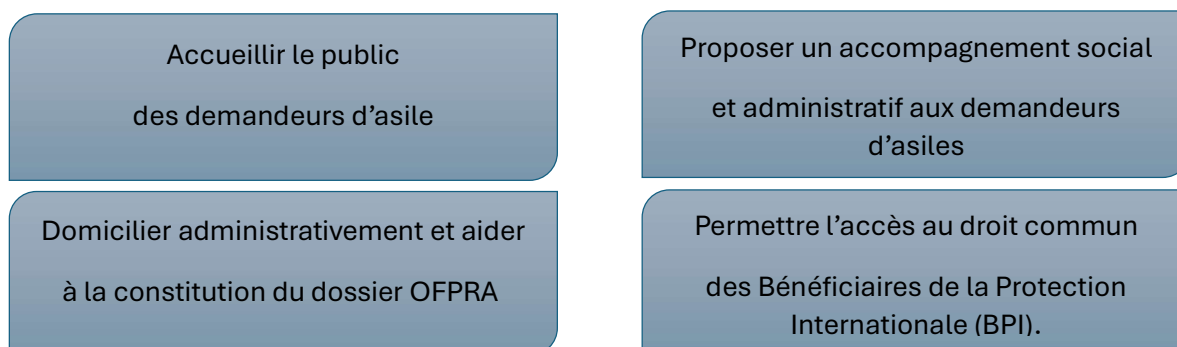 Accueillir le public
des demandeurs d’asile
Proposer un accompagnement social
et administratif aux demandeurs
d’asiles
Domicilier administrativement et aider
à la constitution du dossier OFPRA
Permettre l’accès au droit commun
des Bénéficiaires de la Protection
Internationale (BPI).